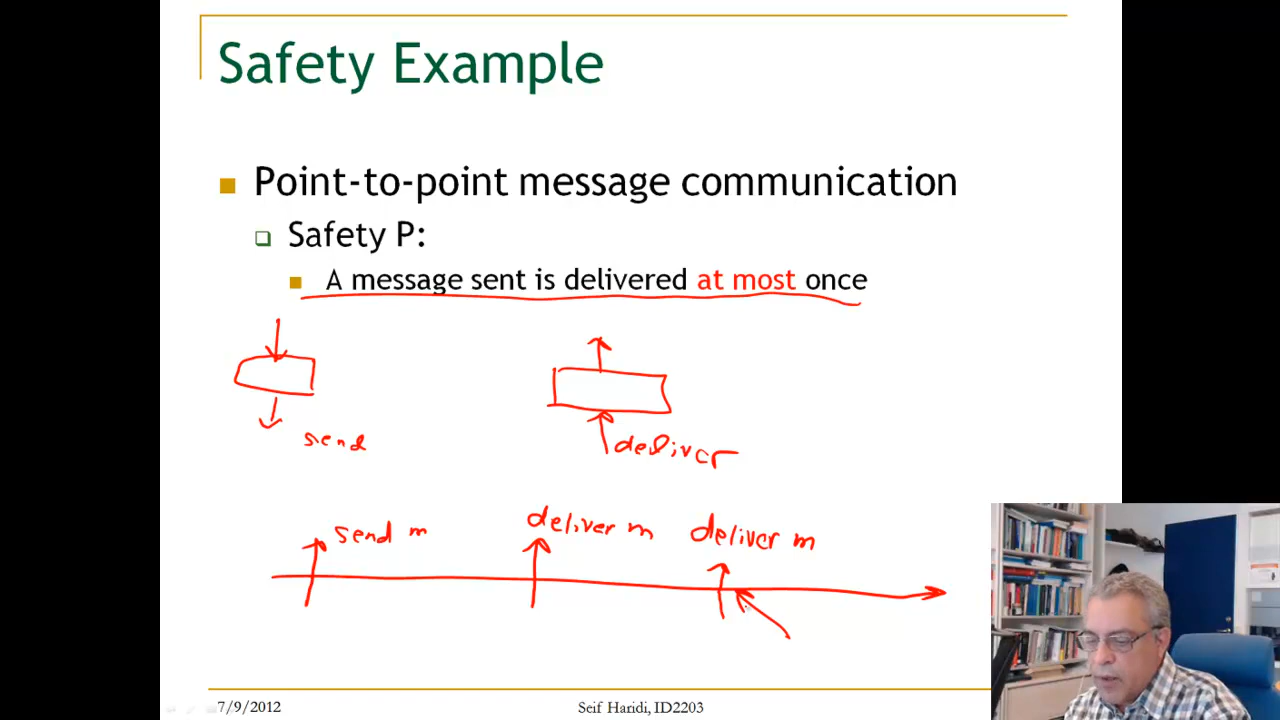 Safety Example
Point-to-point message communication
Safety P:
A message sent is delivered at most once
send
deliver
send m
deliver m
deliver m
7/9/2012
Seif Haridi, ID2203